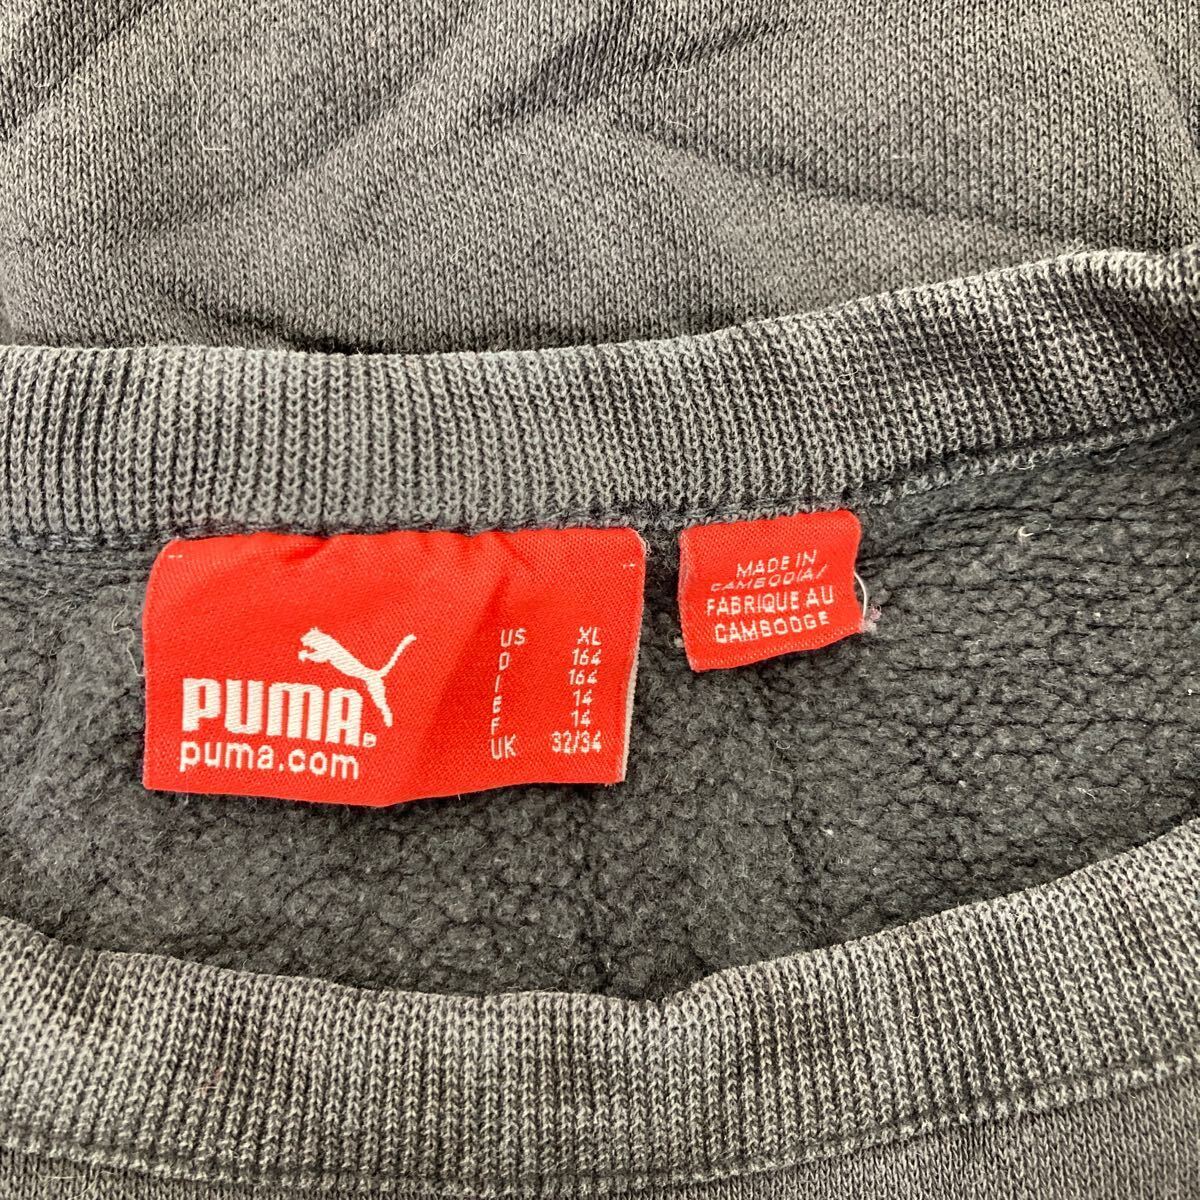 PUMA
puma.com
US XL
D 164
I 164
E 14
F 14
UK 32/34
MADE IN
CAMBODIA/
FABRIQUE AU
CAMBODGE